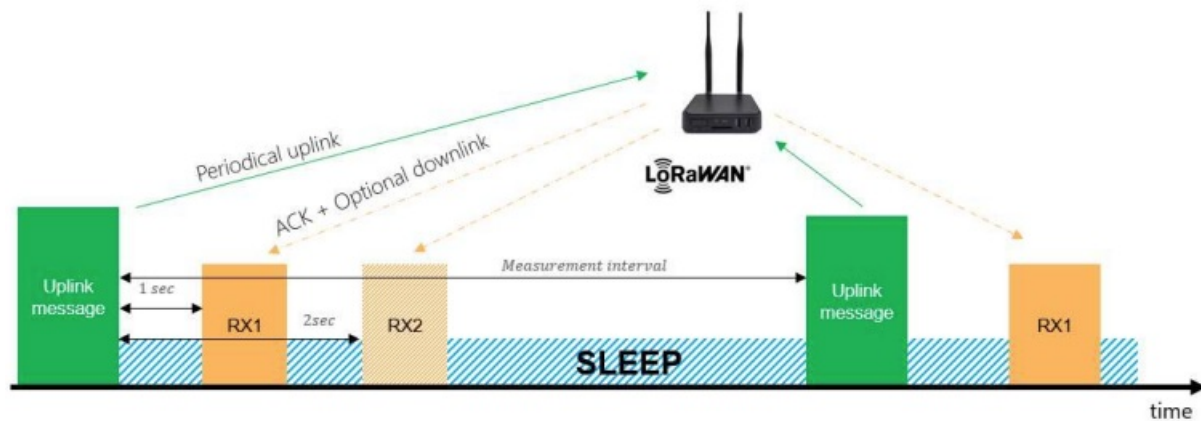 Periodical uplink
ACK + Optional downlink
LoRaWAN®
Uplink
message
1 sec
RX1
2sec
RX2
Measurement interval
SLEEP
Uplink
message
RX1
time